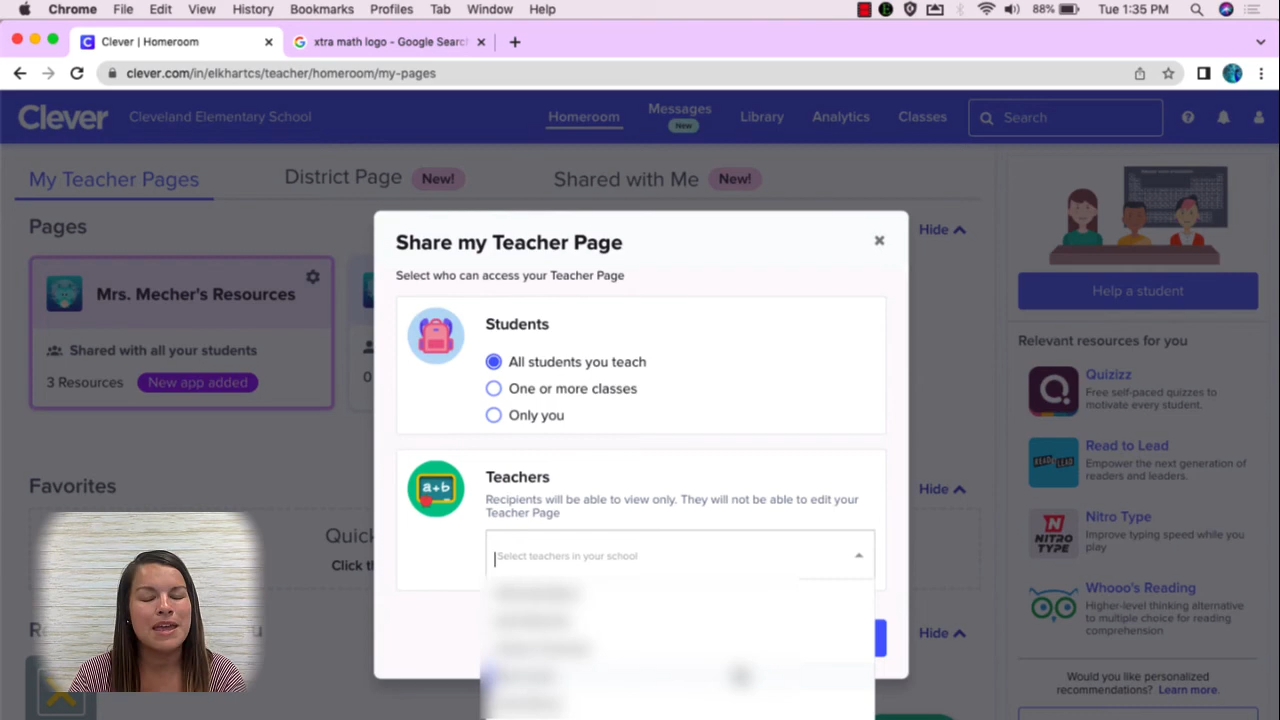 Chrome File Edit View History Bookmarks Profiles Tab Window Help 88% Tue 1:35 PM
Clever | Homeroom xtra math logo - Google Searc
clever.com/in/elkhartcs/teacher/homeroom/my-pages
Clever Cleveland Elementary School Homeroom Messages New Library Analytics Classes Search
My Teacher Pages District Page New! Shared with Me New!
Pages Hide
Mrs. Mecher's Resources
Shared with all your students
3 Resources New app added
0
Favorites Hide
Quick
Click th
Hide
Share my Teacher Page
Select who can access your Teacher Page
Students
All students you teach
One or more classes
Only you
a+b
Teachers
Recipients will be able to view only. They will not be able to edit your
Teacher Page
Select teachers in your school
Help a student
Relevant resources for you
Quizizz
Free self-paced quizzes to
motivate every student.
READ to LEAD
Read to Lead
Empower the next generation of
readers and leaders.
NITRO
TYPE
Nitro Type
Improve typing speed while you
play
Whooo's Reading
Higher-level thinking alternative
to multiple choice for reading
comprehension
Would you like personalized
recommendations? Learn more.